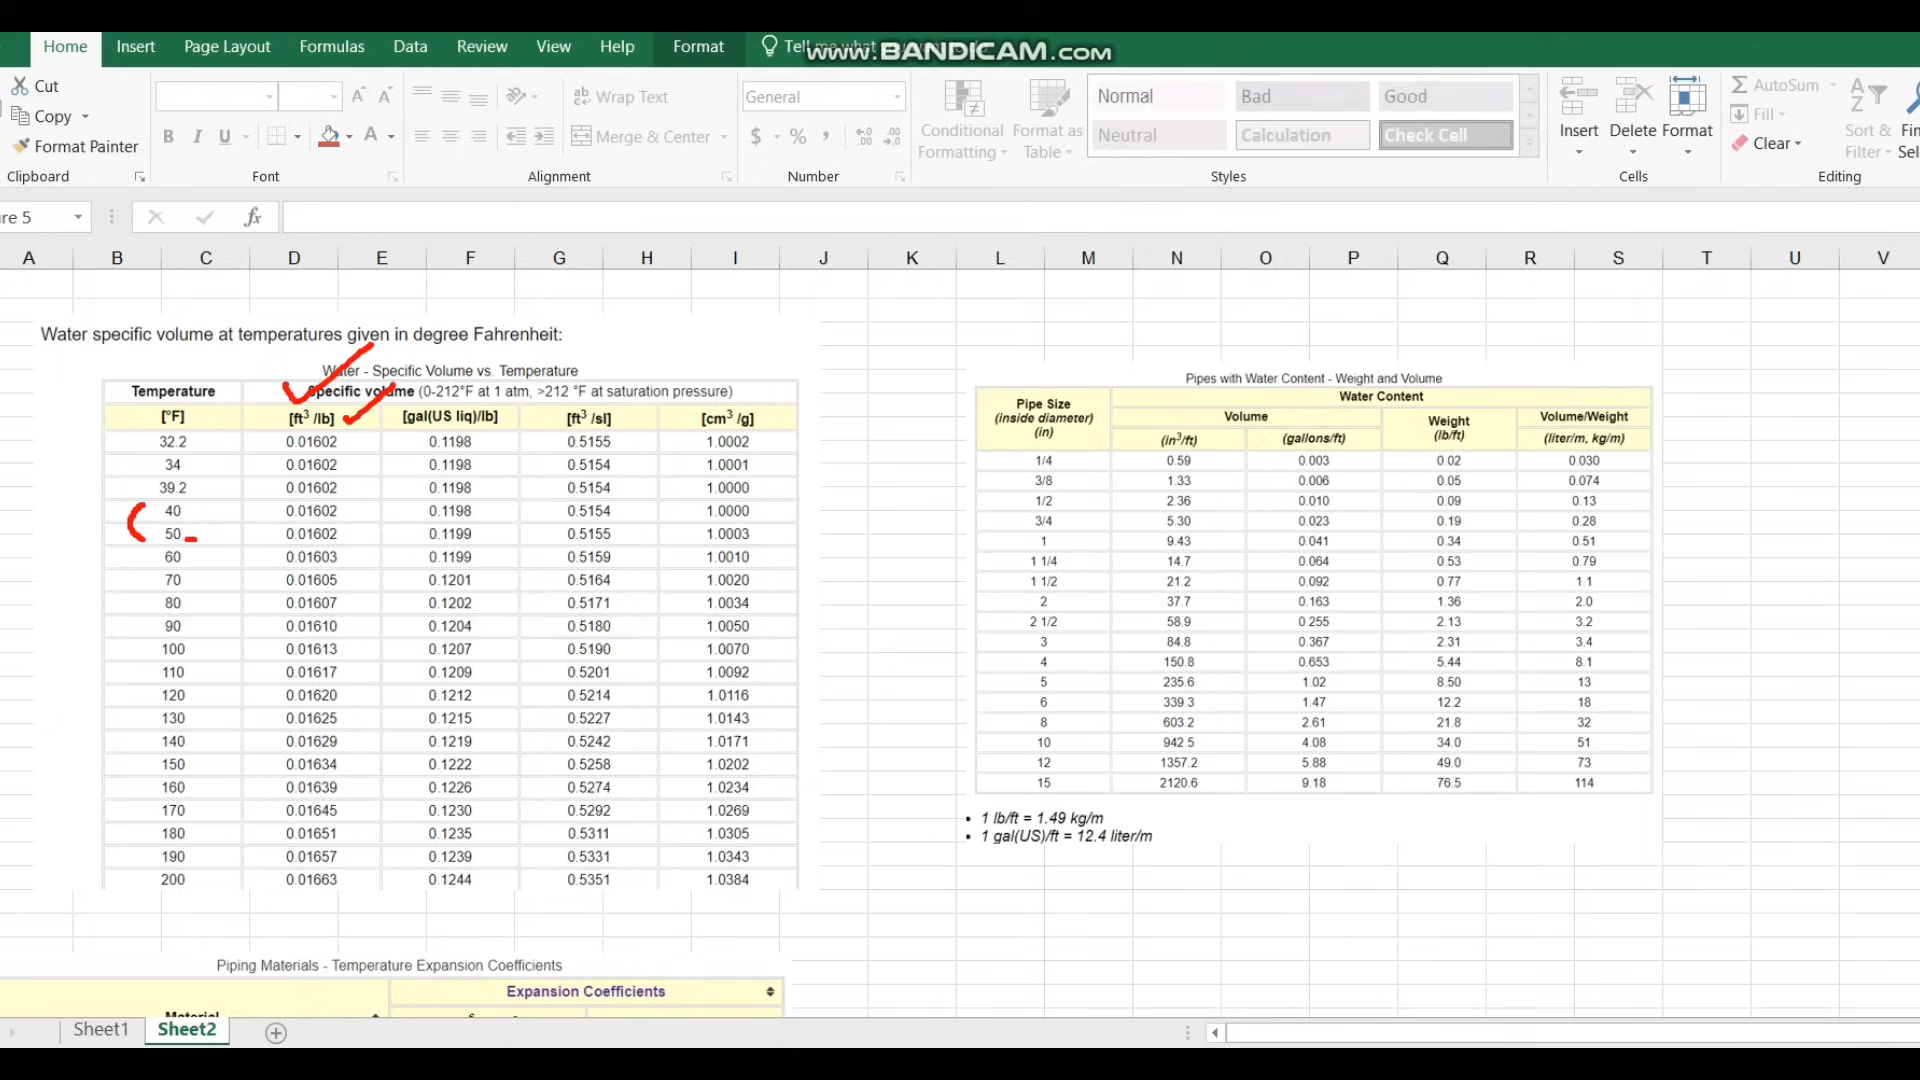 Home Insert Page Layout Formulas Data Review View Help Format Tell me what
www.BANDICAM.com
Cut
Copy
Format Painter
Clipboard
B I U A
Font
Wrap Text
Merge & Center
Alignment
General
$ % ,
Number
Conditional Formatting
Format as Table
Normal Bad Good
Neutral Calculation Check Cell
Styles
Insert Delete Format
Cells
AutoSum
Fill
Clear
Sort & Filter
Editing
re 5 fx
A B C D E F G H I J K L M N O P Q R S T U V
Water specific volume at temperatures given in degree Fahrenheit:
Water - Specific Volume vs. Temperature
Temperature Specific volume (0-212°F at 1 atm, >212 °F at saturation pressure)
[°F] [ft³ /lb] [gal(US liq)/lb] [ft³ /sl] [cm³ /g]
32.2 0.01602 0.1198 0.5155 1.0002
34 0.01602 0.1198 0.5154 1.0001
39.2 0.01602 0.1198 0.5154 1.0000
40 0.01602 0.1198 0.5154 1.0000
50 0.01602 0.1199 0.5155 1.0003
60 0.01603 0.1199 0.5159 1.0010
70 0.01605 0.1201 0.5164 1.0020
80 0.01607 0.1202 0.5171 1.0034
90 0.01610 0.1204 0.5180 1.0050
100 0.01613 0.1207 0.5190 1.0070
110 0.01617 0.1209 0.5201 1.0092
120 0.01620 0.1212 0.5214 1.0116
130 0.01625 0.1215 0.5227 1.0143
140 0.01629 0.1219 0.5242 1.0171
150 0.01634 0.1222 0.5258 1.0202
160 0.01639 0.1226 0.5274 1.0234
170 0.01645 0.1230 0.5292 1.0269
180 0.01651 0.1235 0.5311 1.0305
190 0.01657 0.1239 0.5331 1.0343
200 0.01663 0.1244 0.5351 1.0384
Pipes with Water Content - Weight and Volume
Pipe Size
(inside diameter)
(in)
Water Content
Volume
Weight
(lb/ft)
Volume/Weight
(in³/ft) (gallons/ft) (liter/m, kg/m)
1/4 0.59 0.003 0.02 0.030
3/8 1.33 0.006 0.05 0.074
1/2 2.36 0.010 0.09 0.13
3/4 5.30 0.023 0.19 0.28
1 9.43 0.041 0.34 0.51
1 1/4 14.7 0.064 0.53 0.79
1 1/2 21.2 0.092 0.77 1.1
2 37.7 0.163 1.36 2.0
2 1/2 58.9 0.255 2.13 3.2
3 84.8 0.367 2.31 3.4
4 150.8 0.653 5.44 8.1
5 235.6 1.02 8.50 13
6 339.3 1.47 12.2 18
8 603.2 2.61 21.8 32
10 942.5 4.08 34.0 51
12 1357.2 5.88 49.0 73
15 2120.6 9.18 76.5 114
• 1 lb/ft = 1.49 kg/m
• 1 gal(US)/ft = 12.4 liter/m
Piping Materials - Temperature Expansion Coefficients
Expansion Coefficients
Material
Sheet1 Sheet2